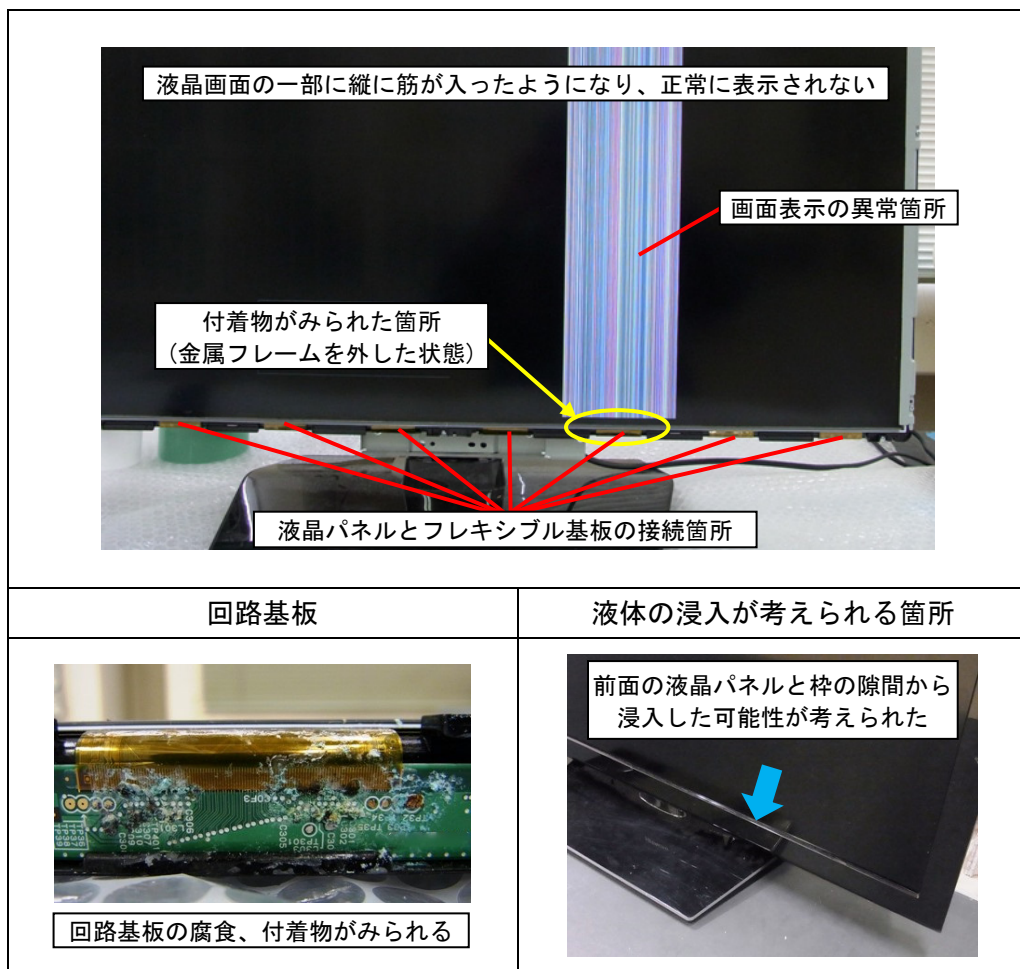 液晶画面の一部に縦に筋が入ったようになり、正常に表示されない
画面表示の異常箇所
付着物がみられた箇所
(金属フレームを外した状態)
液晶パネルとフレキシブル基板の接続箇所
回路基板
液体の浸入が考えられる箇所
前面の液晶パネルと枠の隙間から
浸入した可能性が考えられた
COF3
C306
C305
TP32
回路基板の腐食、付着物がみられる